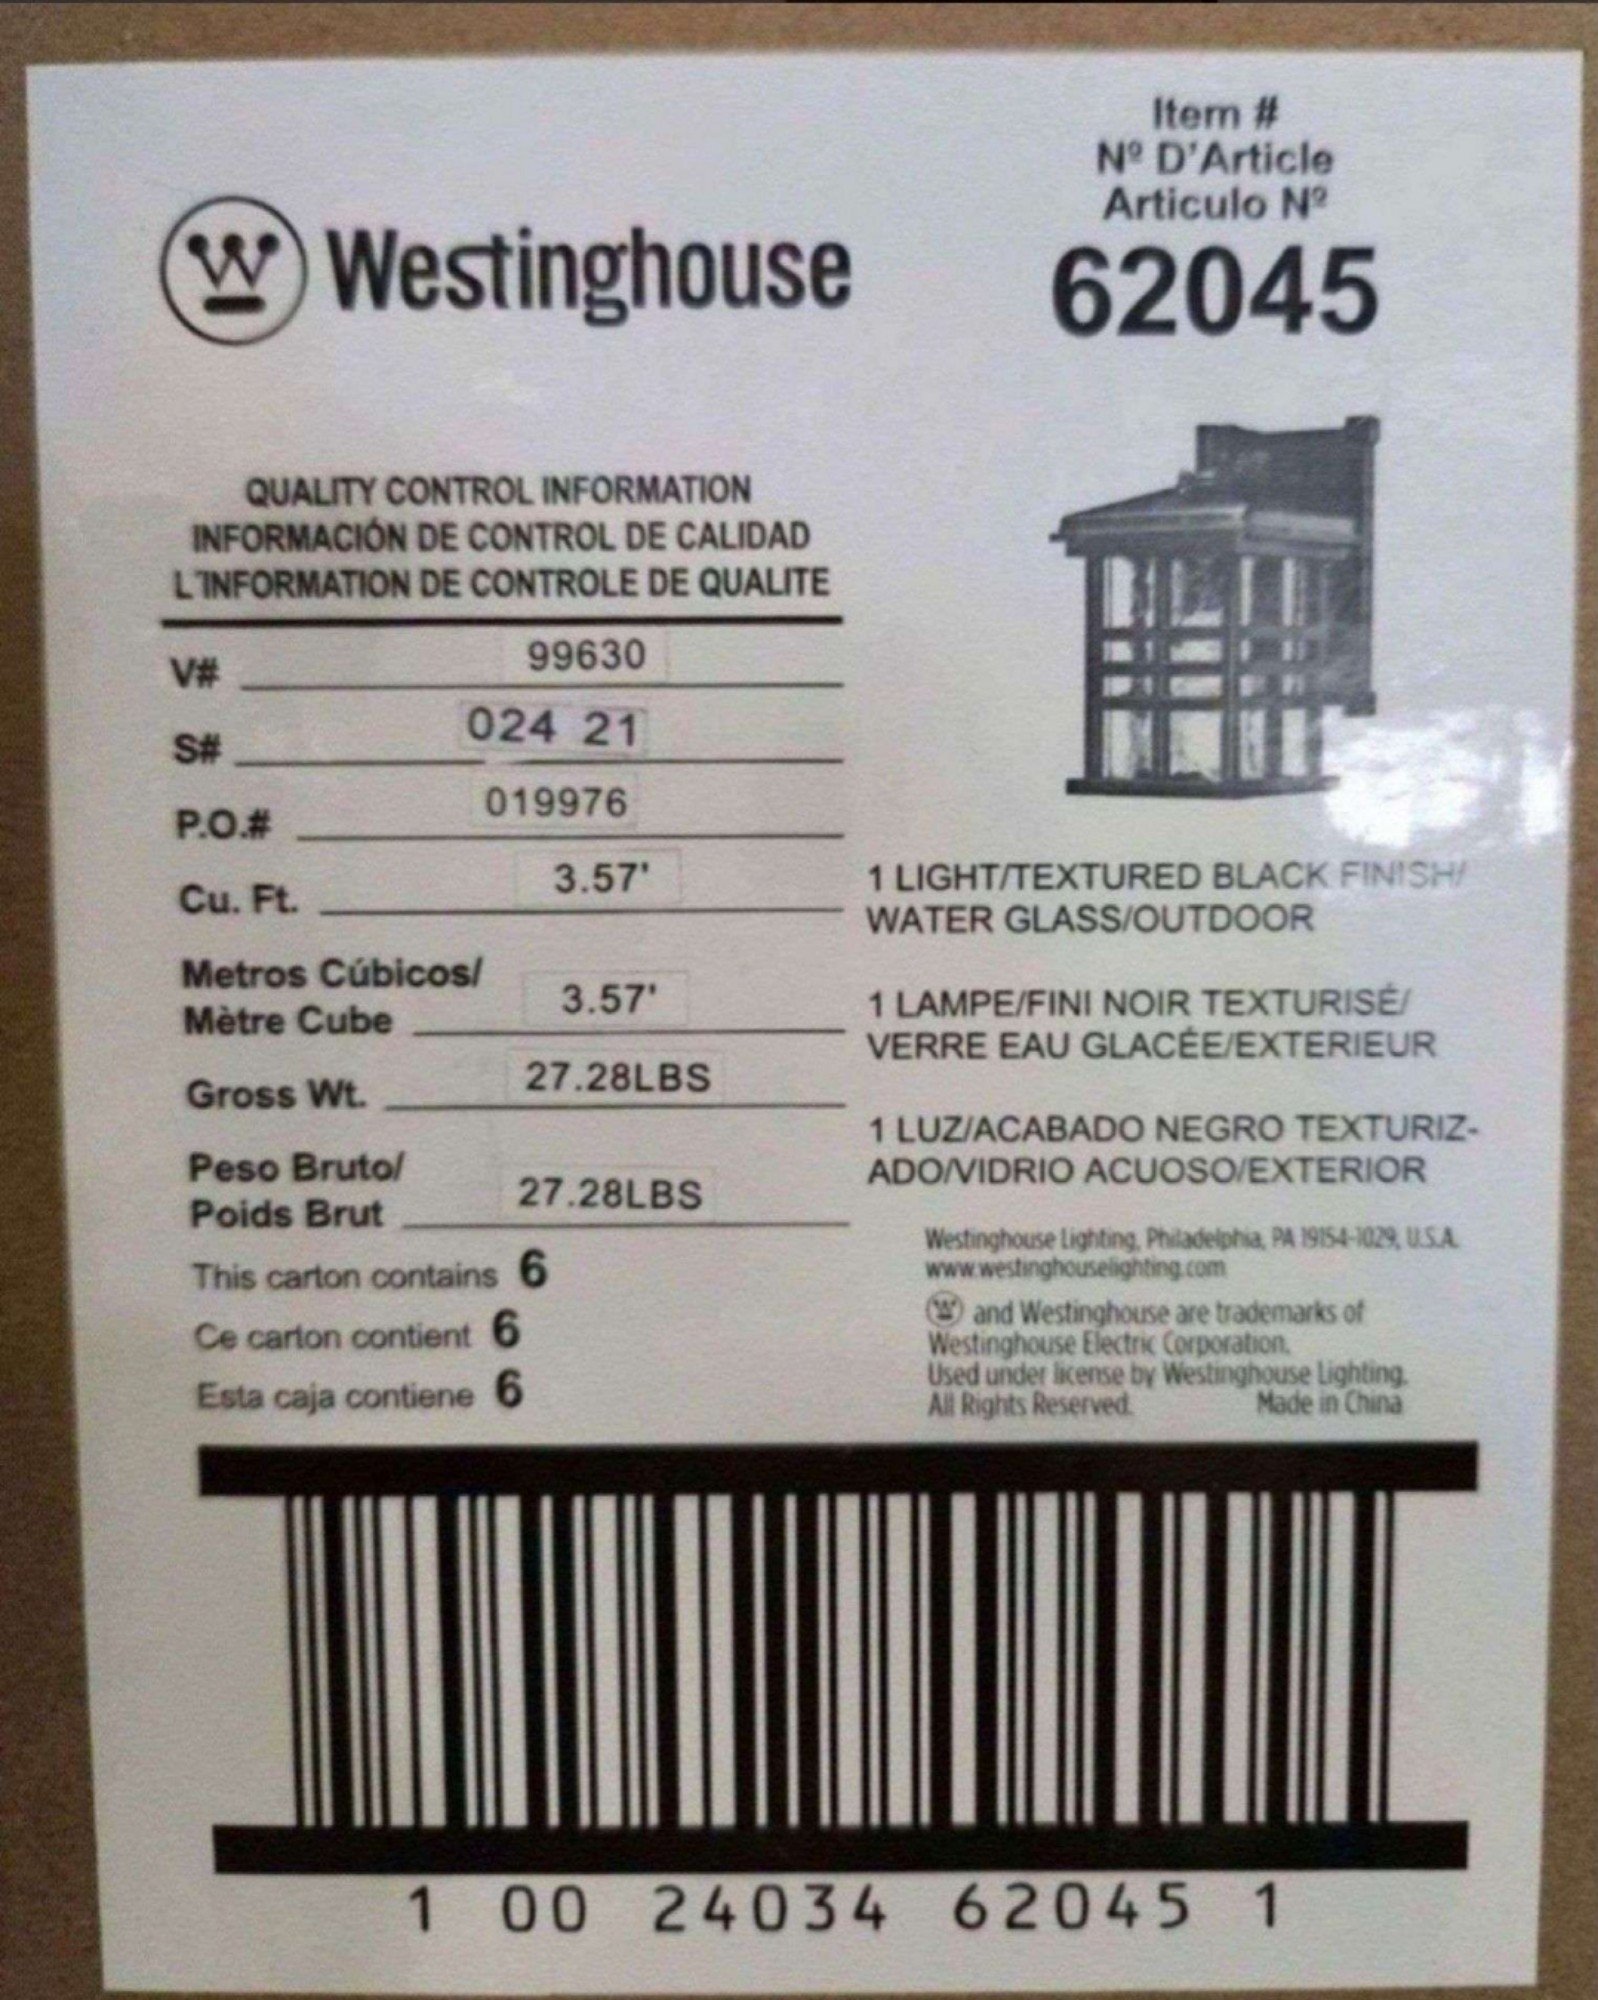 Item #
Nº D'Article
Articulo Nº
62045
Westinghouse
QUALITY CONTROL INFORMATION
INFORMACIÓN DE CONTROL DE CALIDAD
L'INFORMATION DE CONTROLE DE QUALITE
V# 99630
S# 024 21
P.O.# 019976
Cu. Ft. 3.57'
Metros Cúbicos/
Mètre Cube 3.57'
Gross Wt. 27.28LBS
Peso Bruto/
Poids Brut 27.28LBS
This carton contains 6
Ce carton contient 6
Esta caja contiene 6
1 LIGHT/TEXTURED BLACK FINISH/
WATER GLASS/OUTDOOR
1 LAMPE/FINI NOIR TEXTURISÉ/
VERRE EAU GLACÉE/EXTERIEUR
1 LUZ/ACABADO NEGRO TEXTURIZ-
ADO/VIDRIO ACUOSO/EXTERIOR
Westinghouse Lighting, Philadelphia, PA 19154-1029, U.S.A.
www.westinghouselighting.com
W and Westinghouse are trademarks of
Westinghouse Electric Corporation.
Used under license by Westinghouse Lighting.
All Rights Reserved. Made in China
1 00 24034 62045 1